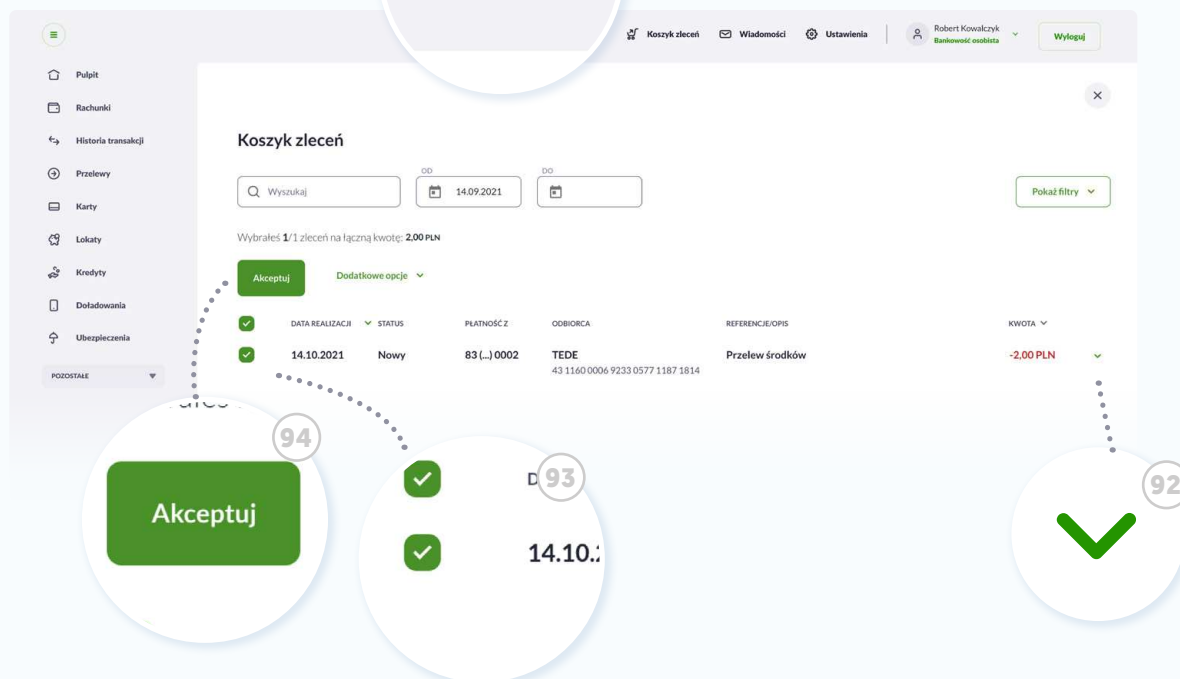 Koszyk zleceń Wiadomości Ustawienia Robert Kowalczyk
Bankowość osobista
Wyloguj
Pulpit
Rachunki
Historia transakcji
Przelewy
Karty
Lokaty
Kredyty
Doładowania
Ubezpieczenia
POZOSTAŁE
Koszyk zleceń
OD DO
Wyszukaj 14.09.2021 Pokaż filtry
Wybrałeś 1/1 zleceń na łączną kwotę: 2,00 PLN
Akceptuj Dodatkowe opcje
DATA REALIZACJI STATUS PŁATNOŚĆ Z ODBIORCA REFERENCJE/OPIS KWOTA
14.10.2021 Nowy 83 (...) 0002 TEDE Przelew środków -2,00 PLN
43 1160 0006 9233 0577 1187 1814
94
Akceptuj
D 93
14.10.
92